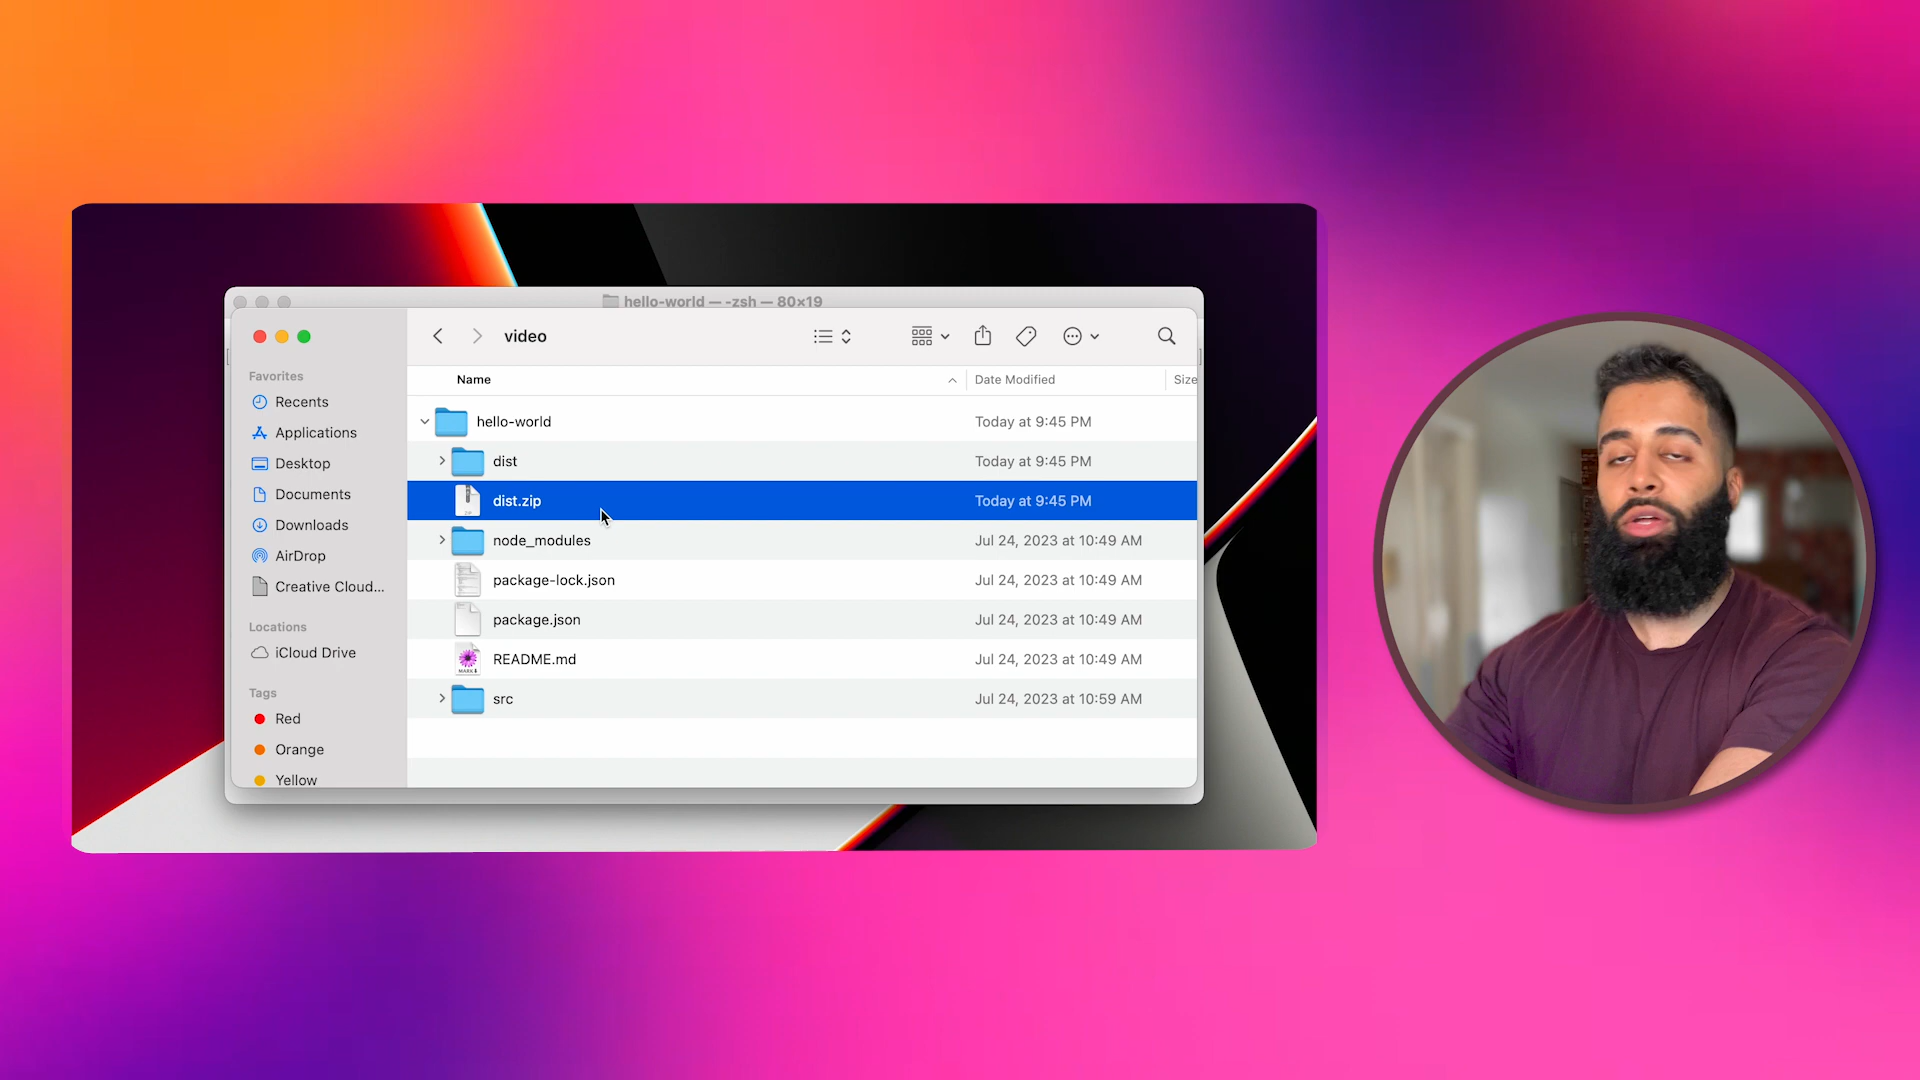 hello-world — -zsh — 80×19
video
Favorites
Recents
Applications
Desktop
Documents
Downloads
AirDrop
Creative Cloud...
Locations
iCloud Drive
Tags
Red
Orange
Yellow
Name Date Modified Size
hello-world Today at 9:45 PM
dist Today at 9:45 PM
dist.zip Today at 9:45 PM
node_modules Jul 24, 2023 at 10:49 AM
package-lock.json Jul 24, 2023 at 10:49 AM
package.json Jul 24, 2023 at 10:49 AM
README.md Jul 24, 2023 at 10:49 AM
src Jul 24, 2023 at 10:59 AM